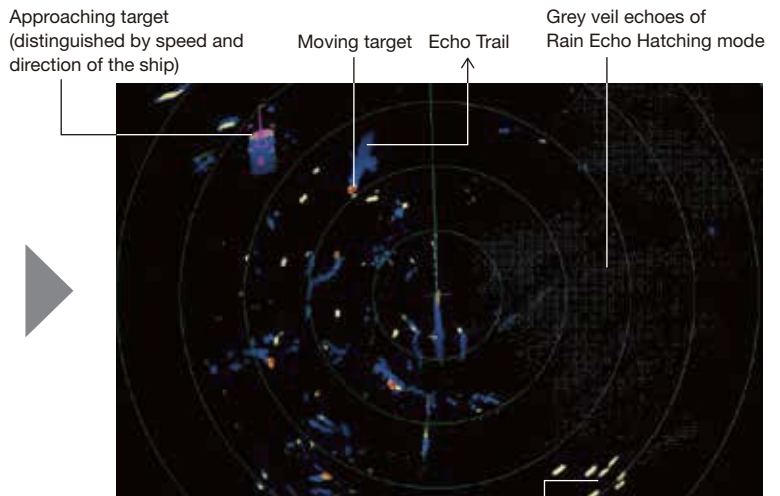 Approaching target
(distinguished by speed and
direction of the ship)
Moving target
Echo Trail
Grey veil echoes of
Rain Echo Hatching mode